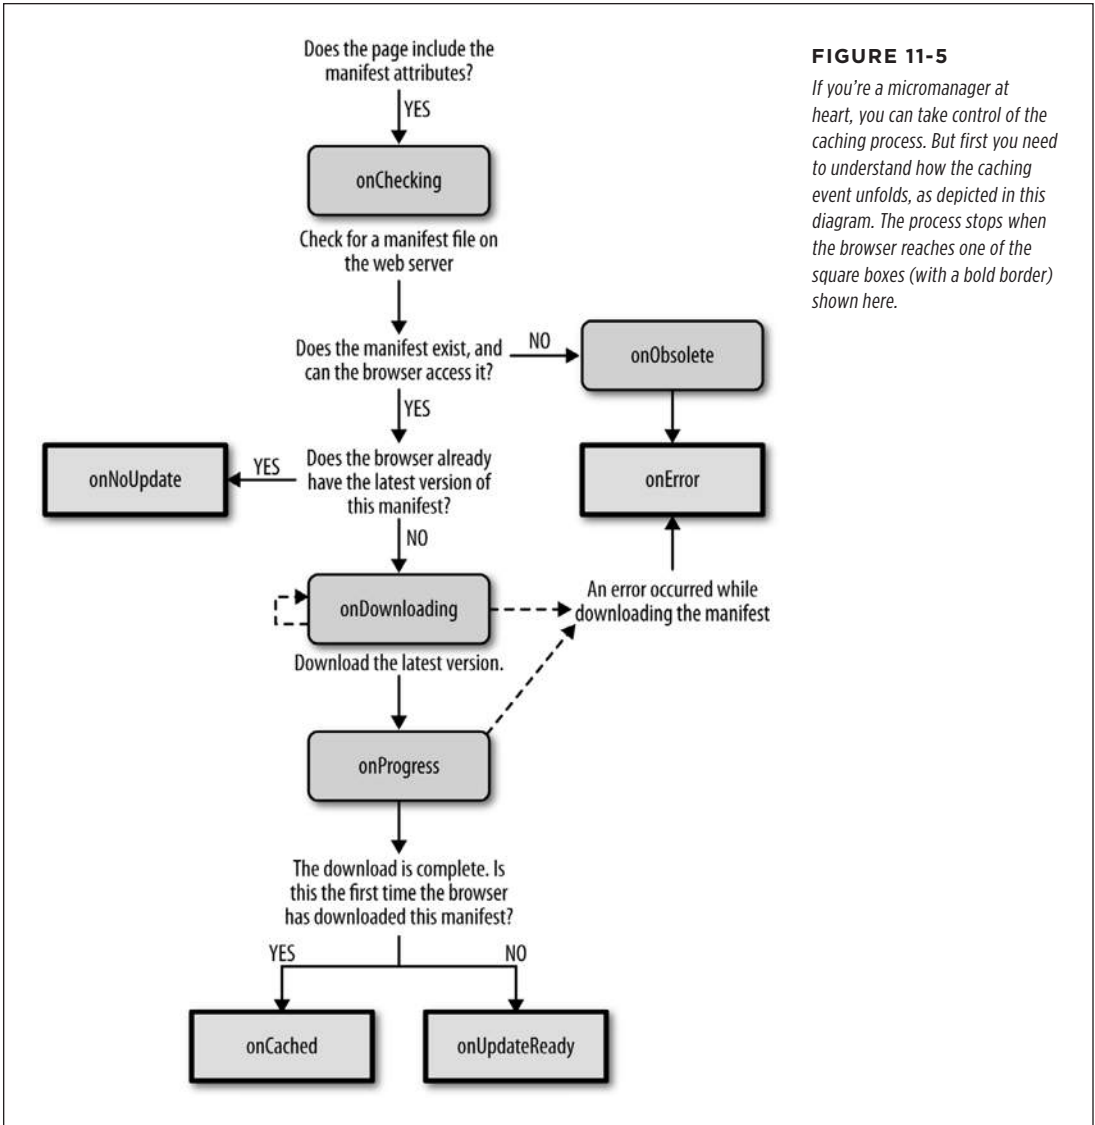 Does the page include the
manifest attributes?
YES
onChecking
Check for a manifest file on
the web server
Does the manifest exist, and
can the browser access it?
NO
onObsolete
YES
onNoUpdate
YES
Does the browser already
have the latest version of
this manifest?
onError
NO
onDownloading
An error occurred while
downloading the manifest
Download the latest version.
onProgress
The download is complete. Is
this the first time the browser
has downloaded this manifest?
YES
NO
onCached
onUpdateReady
FIGURE 11-5
If you're a micromanager at
heart, you can take control of the
caching process. But first you need
to understand how the caching
event unfolds, as depicted in this
diagram. The process stops when
the browser reaches one of the
square boxes (with a bold border)
shown here.